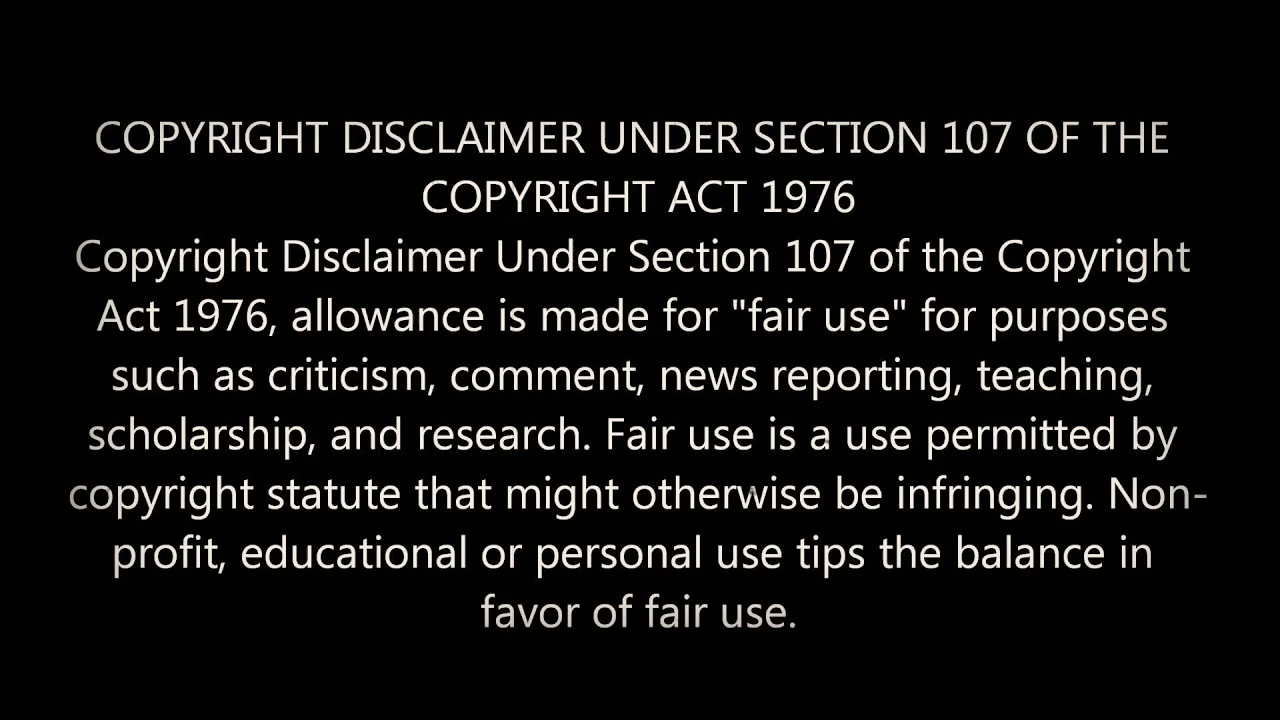 COPYRIGHT DISCLAIMER UNDER SECTION 107 OF THE
COPYRIGHT ACT 1976
Copyright Disclaimer Under Section 107 of the Copyright
Act 1976, allowance is made for "fair use" for purposes
such as criticism, comment, news reporting, teaching,
scholarship, and research. Fair use is a use permitted by
copyright statute that might otherwise be infringing. Non-
profit, educational or personal use tips the balance in
favor of fair use.